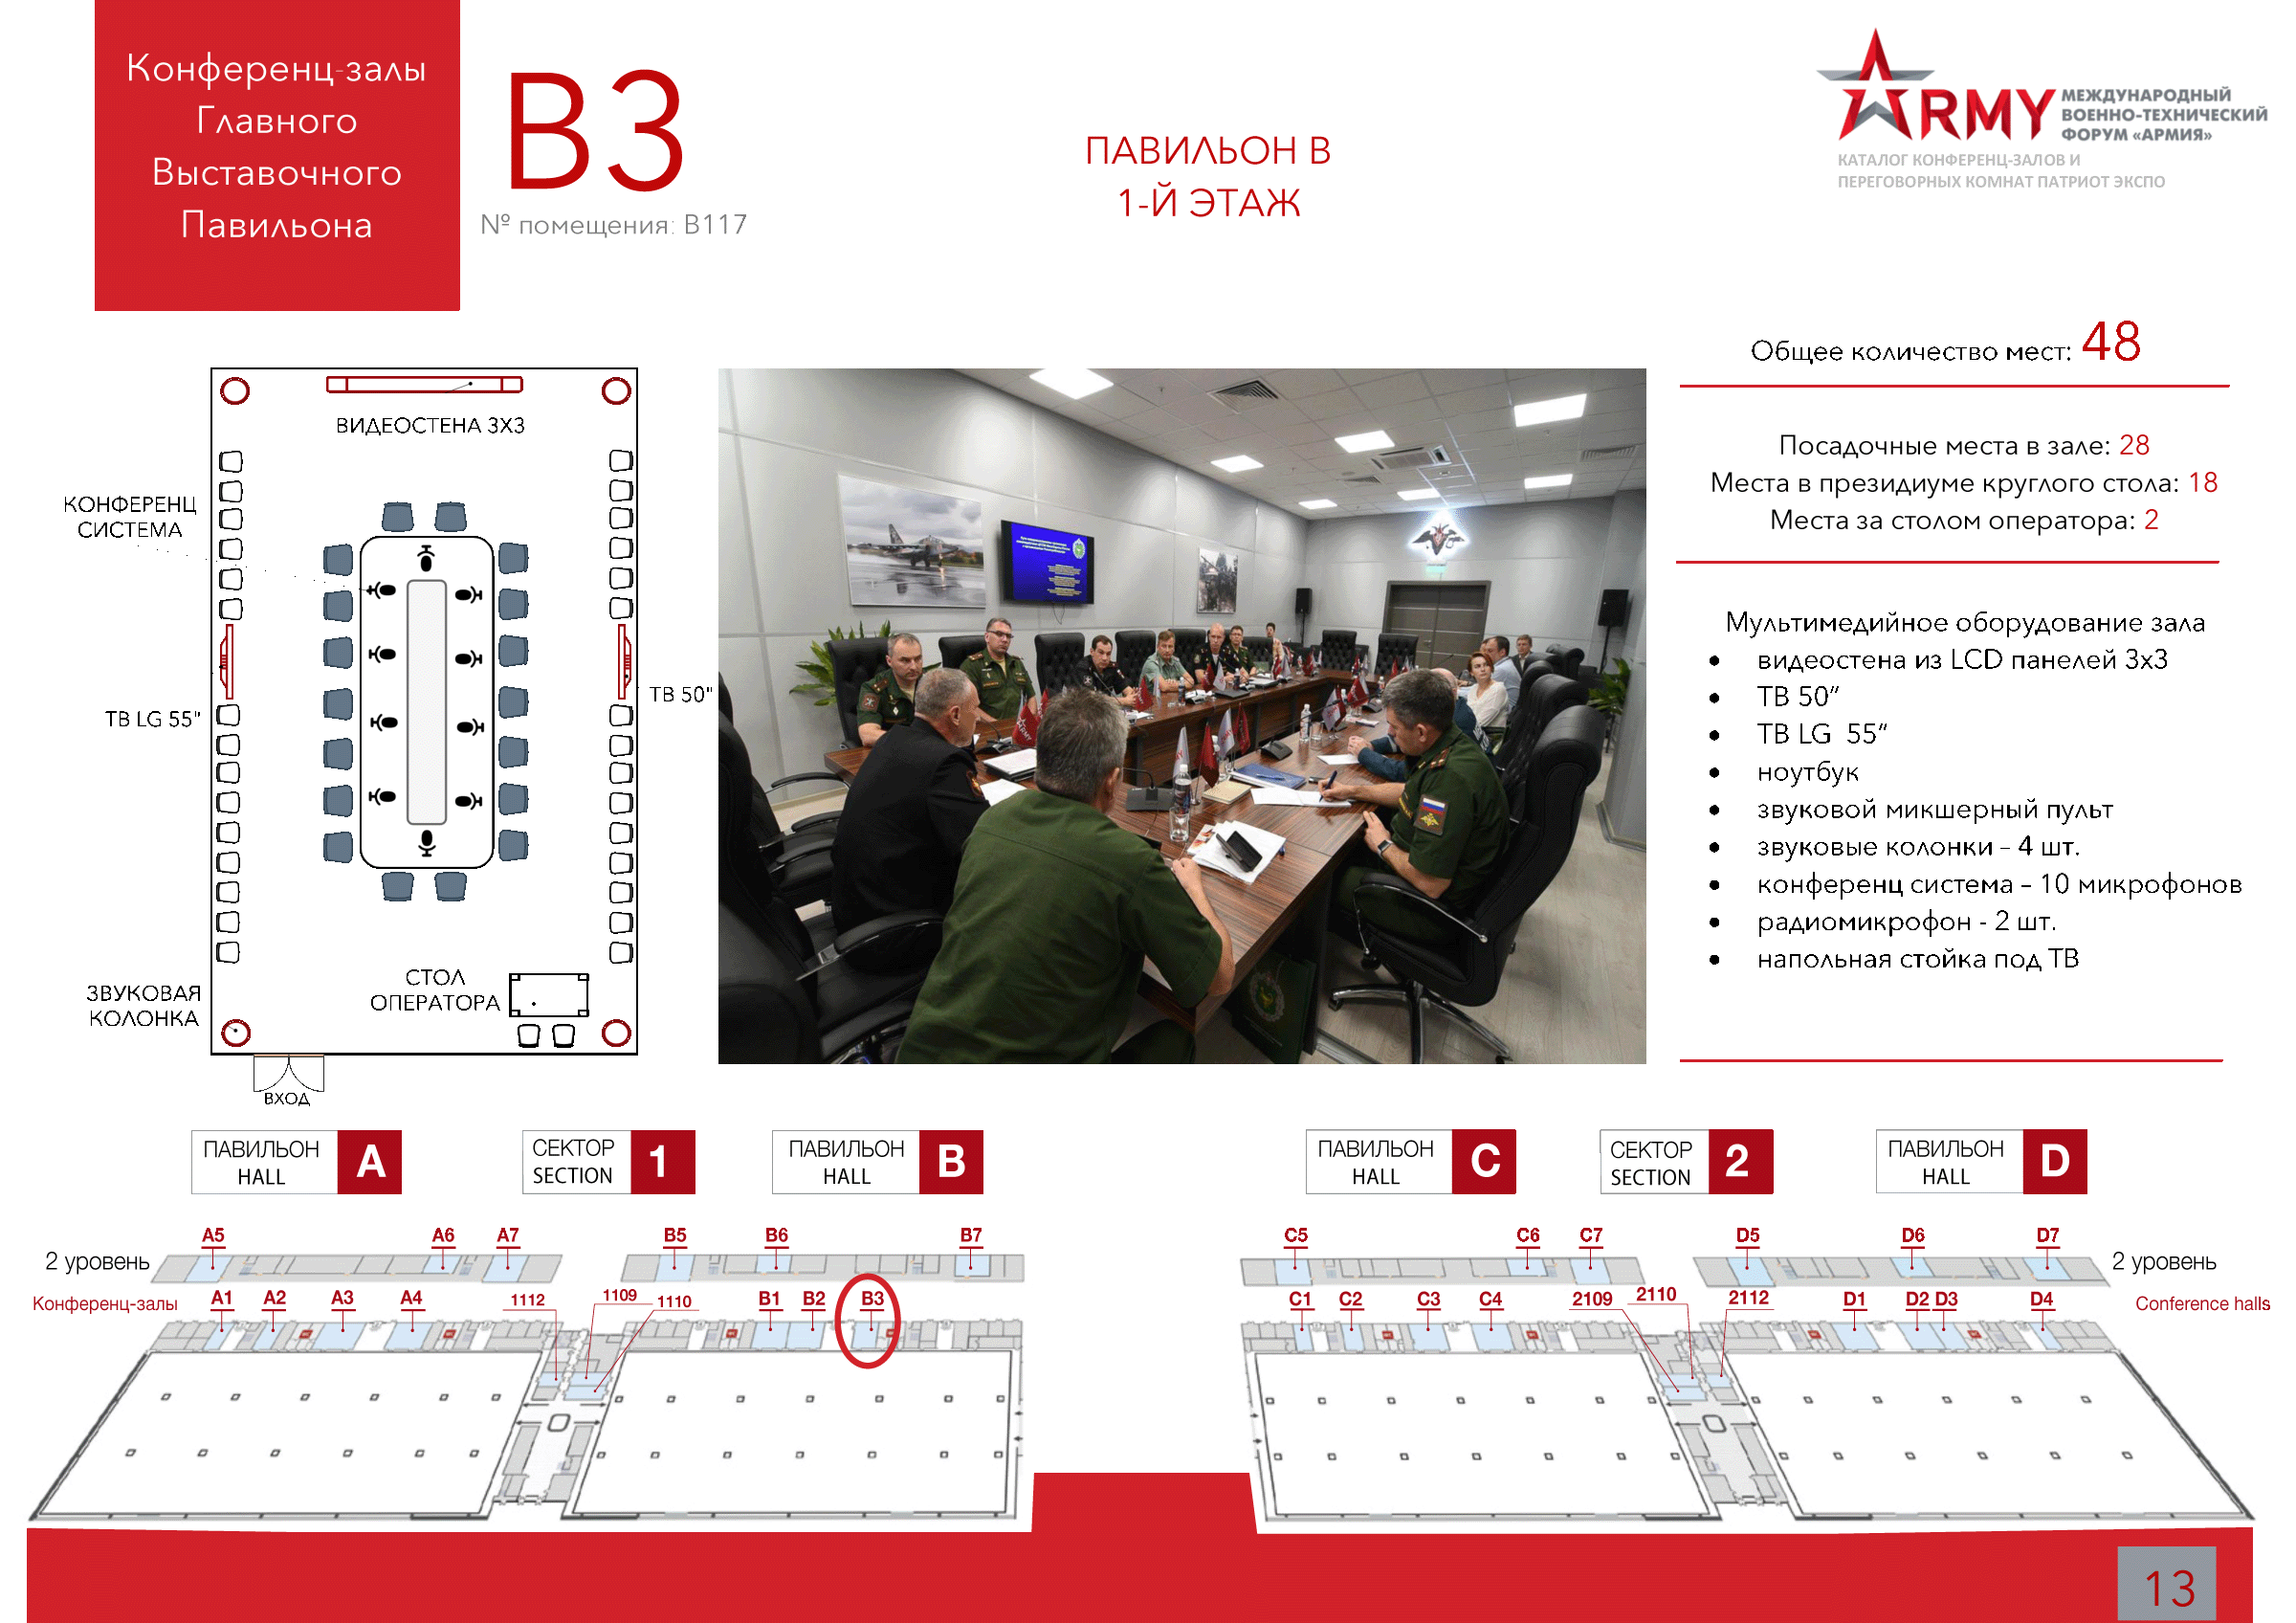 Конференц-залы
Главного
Выставочного
Павильона
В3
№ помещения: В117
ПАВИЛЬОН В
1-Й ЭТАЖ
ARMY
МЕЖДУНАРОДНЫЙ
ВОЕННО-ТЕХНИЧЕСКИЙ
ФОРУМ «АРМИЯ»
КАТАЛОГ КОНФЕРЕНЦ-ЗАЛОВ И
ПЕРЕГОВОРНЫХ КОМНАТ ПАТРИОТ ЭКСПО
ВИДЕОСТЕНА 3Х3
КОНФЕРЕНЦ
СИСТЕМА
ТВ LG 55"
ТВ 50"
ЗВУКОВАЯ
КОЛОНКА
СТОЛ
ОПЕРАТОРА
ВХОД
Общее количество мест: 48
Посадочные места в зале: 28
Места в президиуме круглого стола: 18
Места за столом оператора: 2
Мультимедийное оборудование зала
• видеостена из LCD панелей 3х3
• ТВ 50"
• ТВ LG 55"
• ноутбук
• звуковой микшерный пульт
• звуковые колонки – 4 шт.
• конференц система – 10 микрофонов
• радиомикрофон - 2 шт.
• напольная стойка под ТВ
ПАВИЛЬОН
HALL
A
СЕКТОР
SECTION
1
ПАВИЛЬОН
HALL
B
ПАВИЛЬОН
HALL
C
СЕКТОР
SECTION
2
ПАВИЛЬОН
HALL
D
A5 A6 A7 B5 B6 B7 C5 C6 C7 D5 D6 D7
2 уровень
2 уровень
Конференц-залы
A1 A2 A3 A4 1112 1109 1110 B1 B2 B3 C1 C2 C3 C4 2109 2110 2112 D1 D2 D3 D4
Conference halls
13